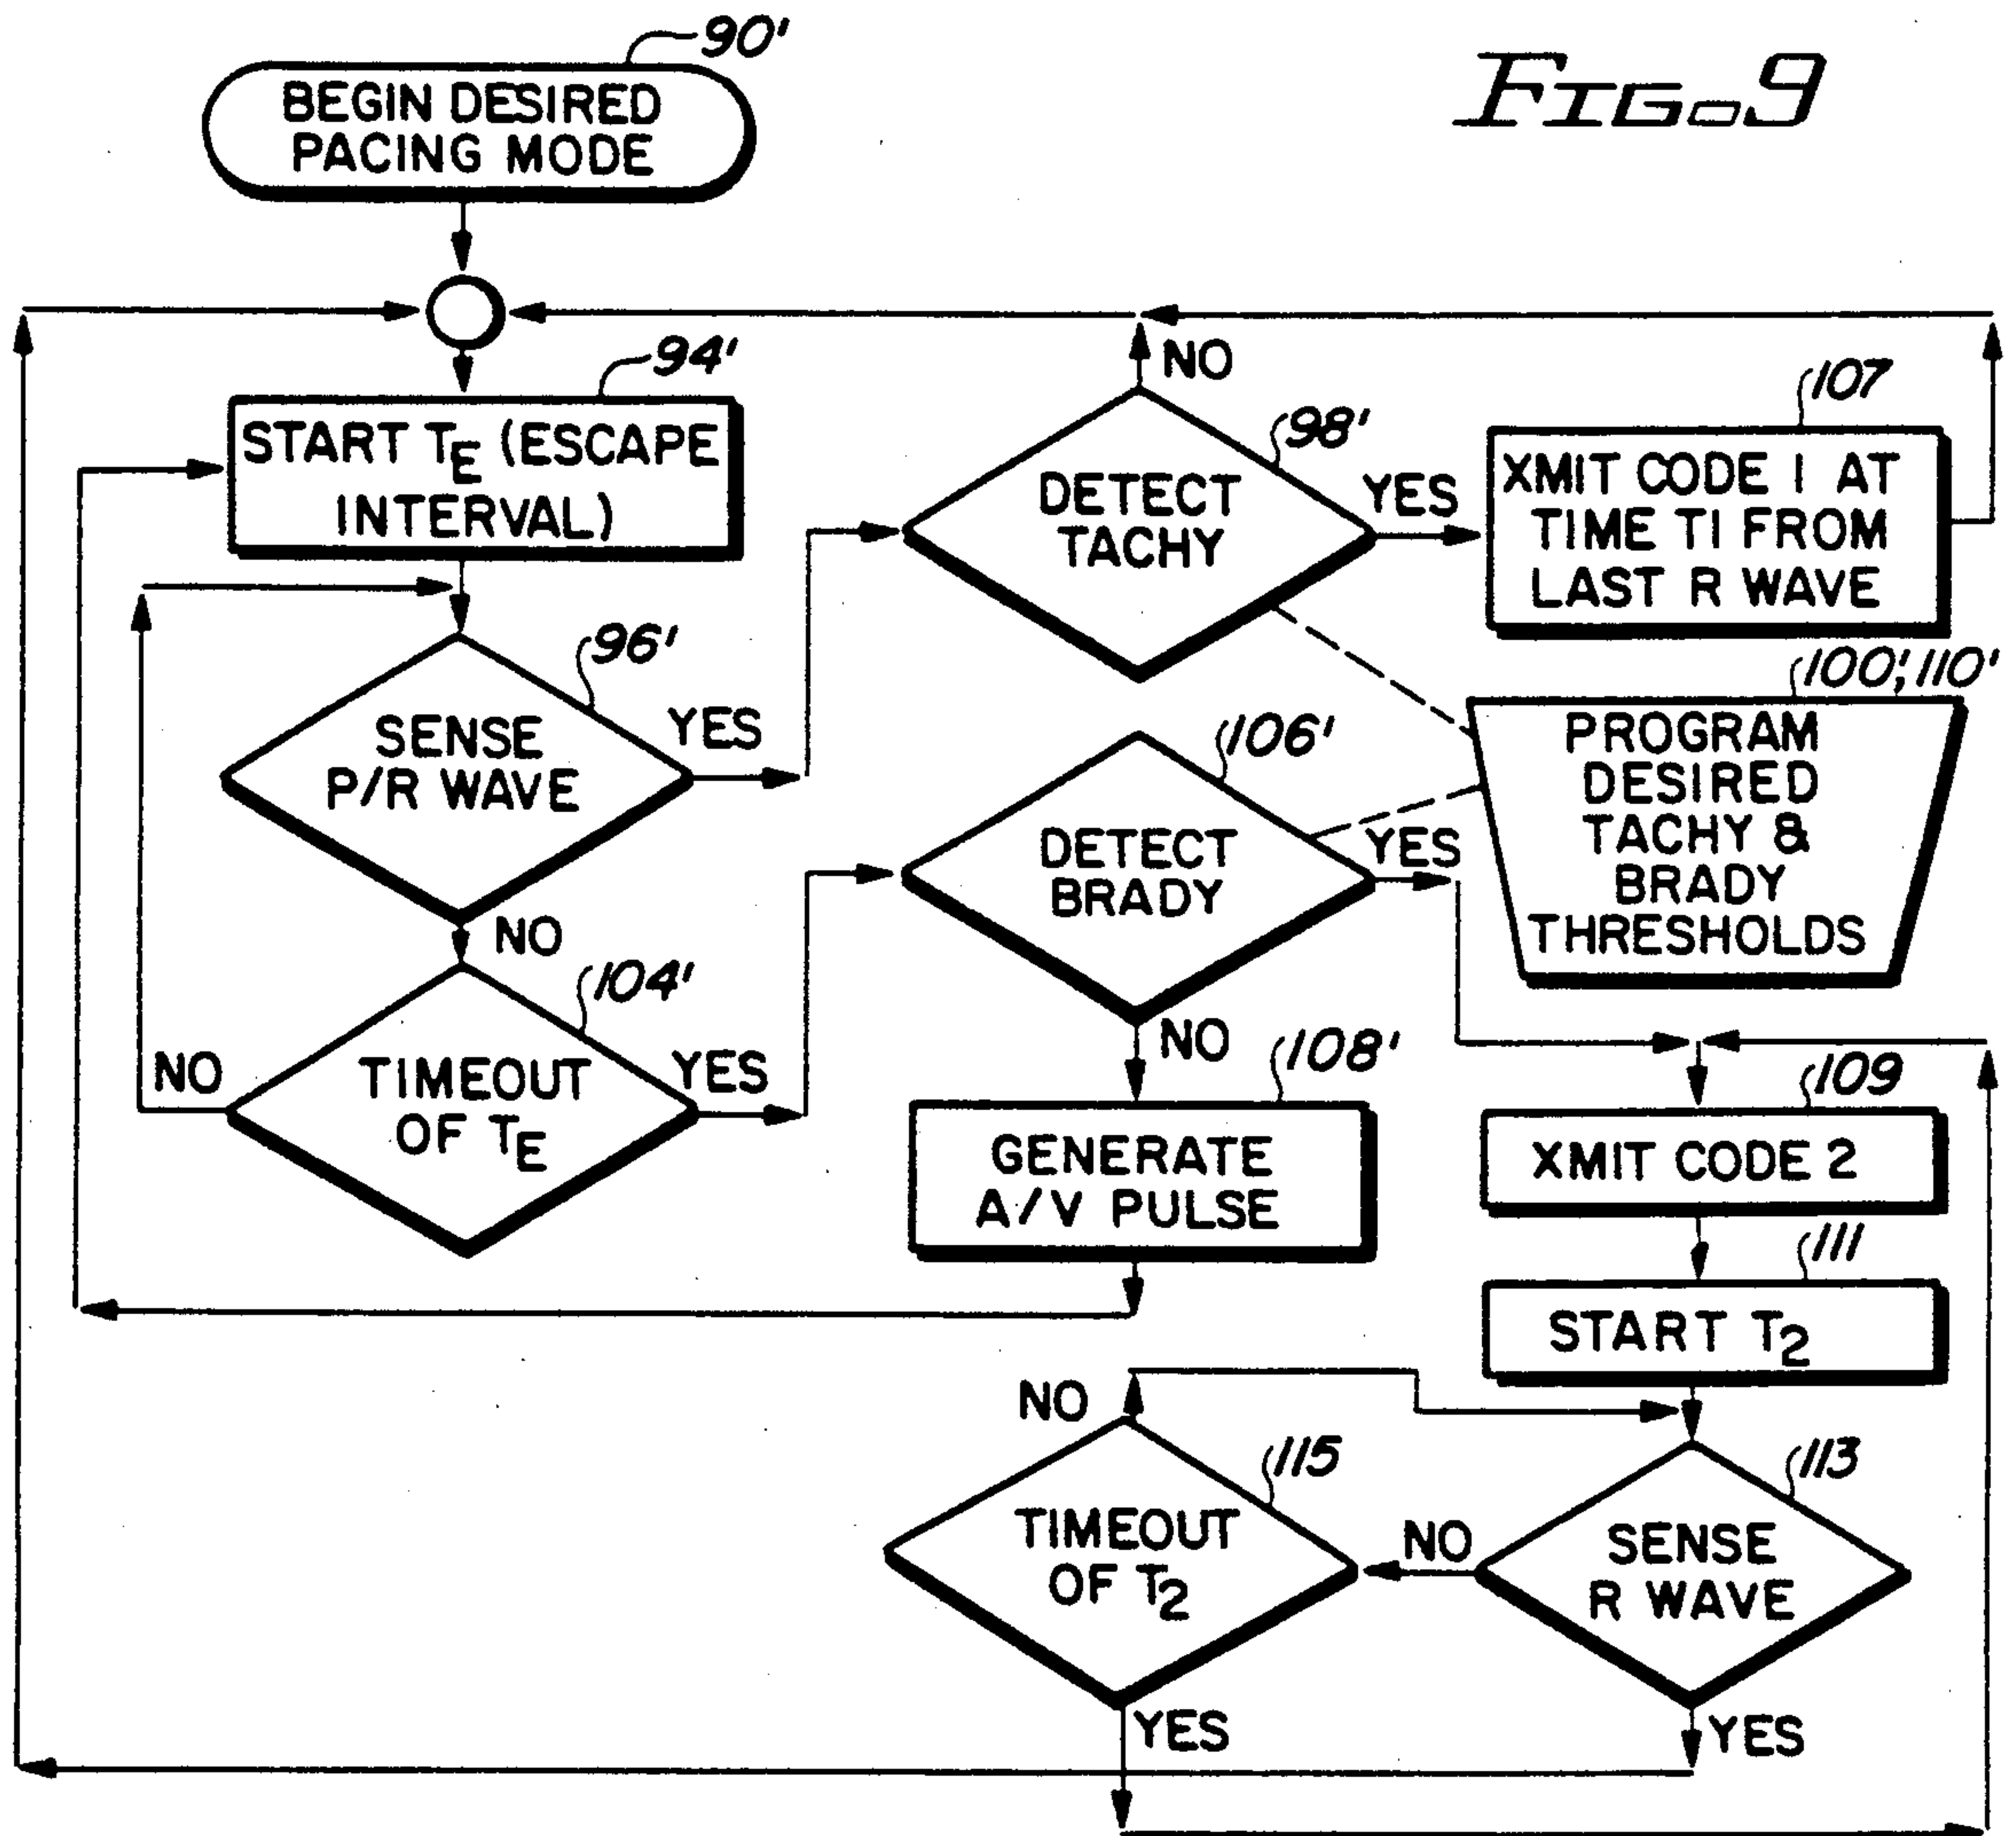 90'
FIG. 9
BEGIN DESIRED
PACING MODE
94'
START TE (ESCAPE
INTERVAL)
NO
98'
DETECT
TACHY
YES
107
XMIT CODE 1 AT
TIME T1 FROM
LAST R WAVE
96'
SENSE
P/R WAVE
YES
NO
106'
DETECT
BRADY
YES
NO
100', 110'
PROGRAM
DESIRED
TACHY &
BRADY
THRESHOLDS
104'
TIMEOUT
OF TE
NO
YES
108'
GENERATE
A/V PULSE
109
XMIT CODE 2
111
START T2
NO
115
TIMEOUT
OF T2
NO
113
SENSE
R WAVE
YES
YES